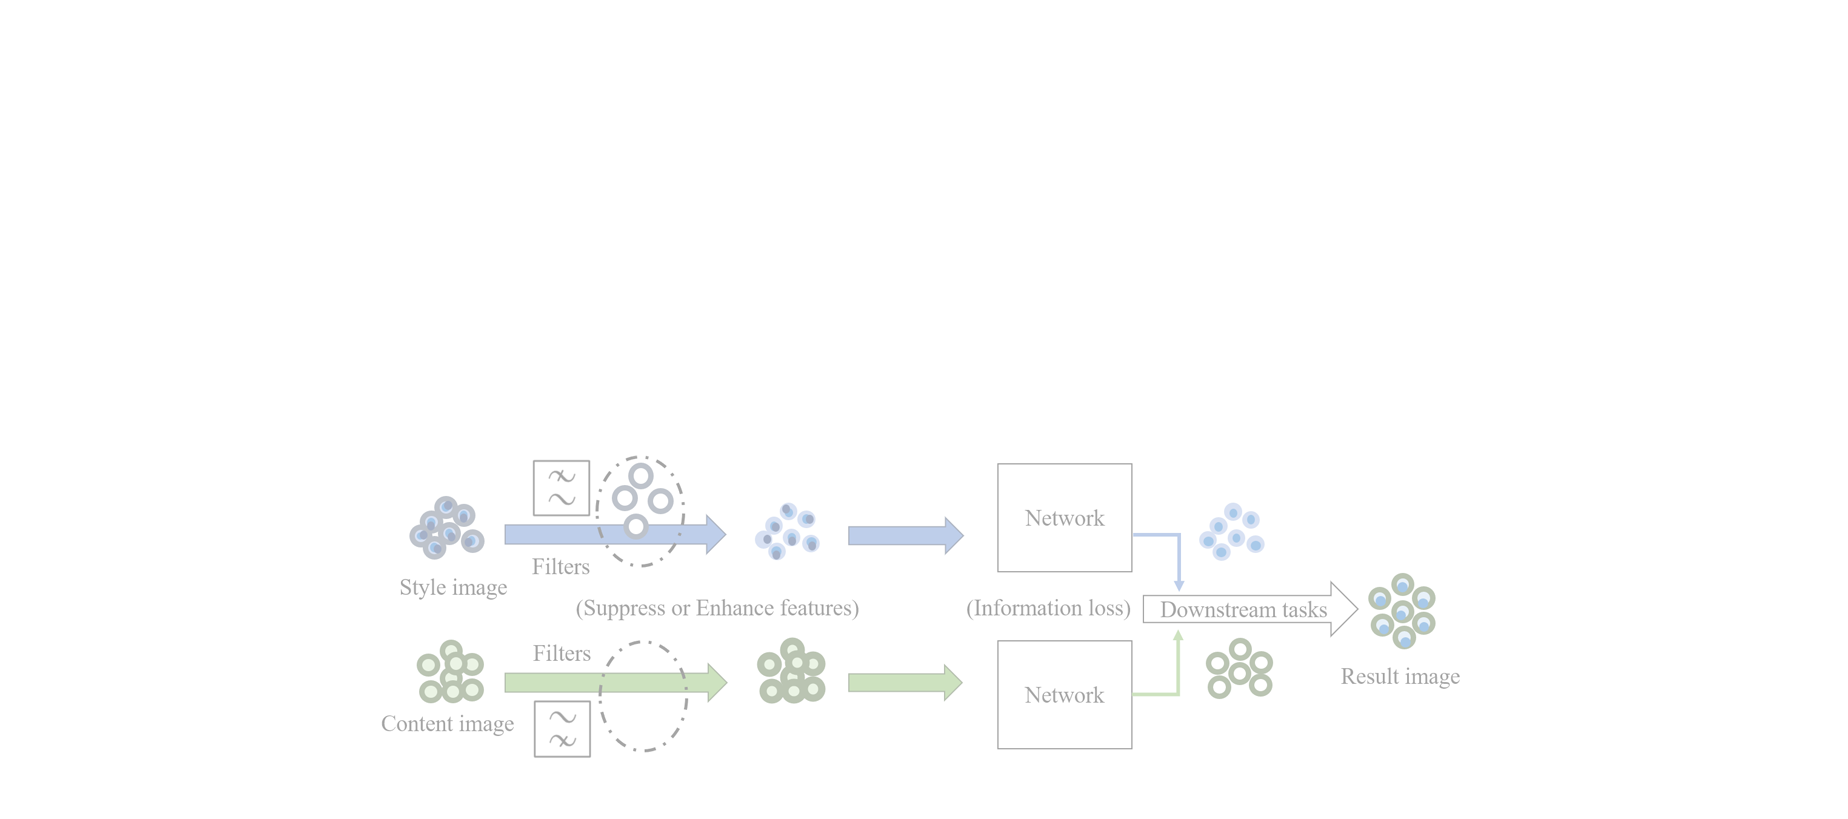 Style image
Filters
(Suppress or Enhance features)
Network
(Information loss)
Downstream tasks
Result image
Filters
Content image
Network